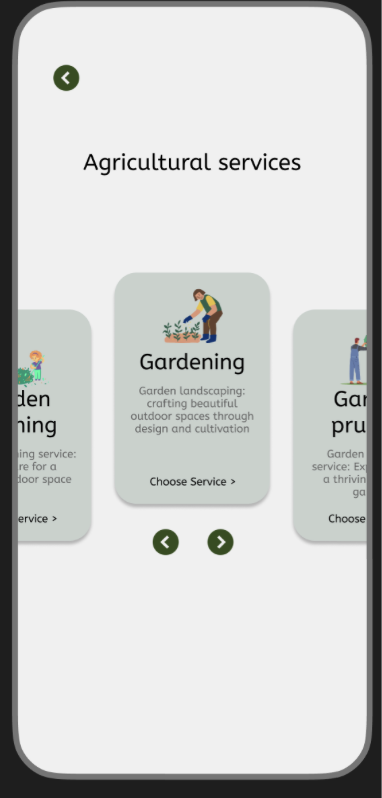 Agricultural services
Gardening
Garden landscaping:
crafting beautiful
outdoor spaces through
design and cultivation
Choose Service >
den
ning
ning service:
re for a
door space
ervice >
Gar
pru
Garden
service: Ex
a thrivin
ga
Choose